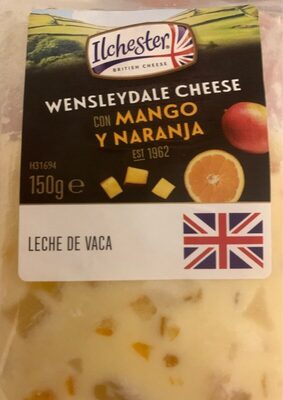 Ilchester
BRITISH CHEESE
WENSLEYDALE CHEESE
CON MANGO
Y NARANJA
EST 1962
H31694
150g e
LECHE DE VACA